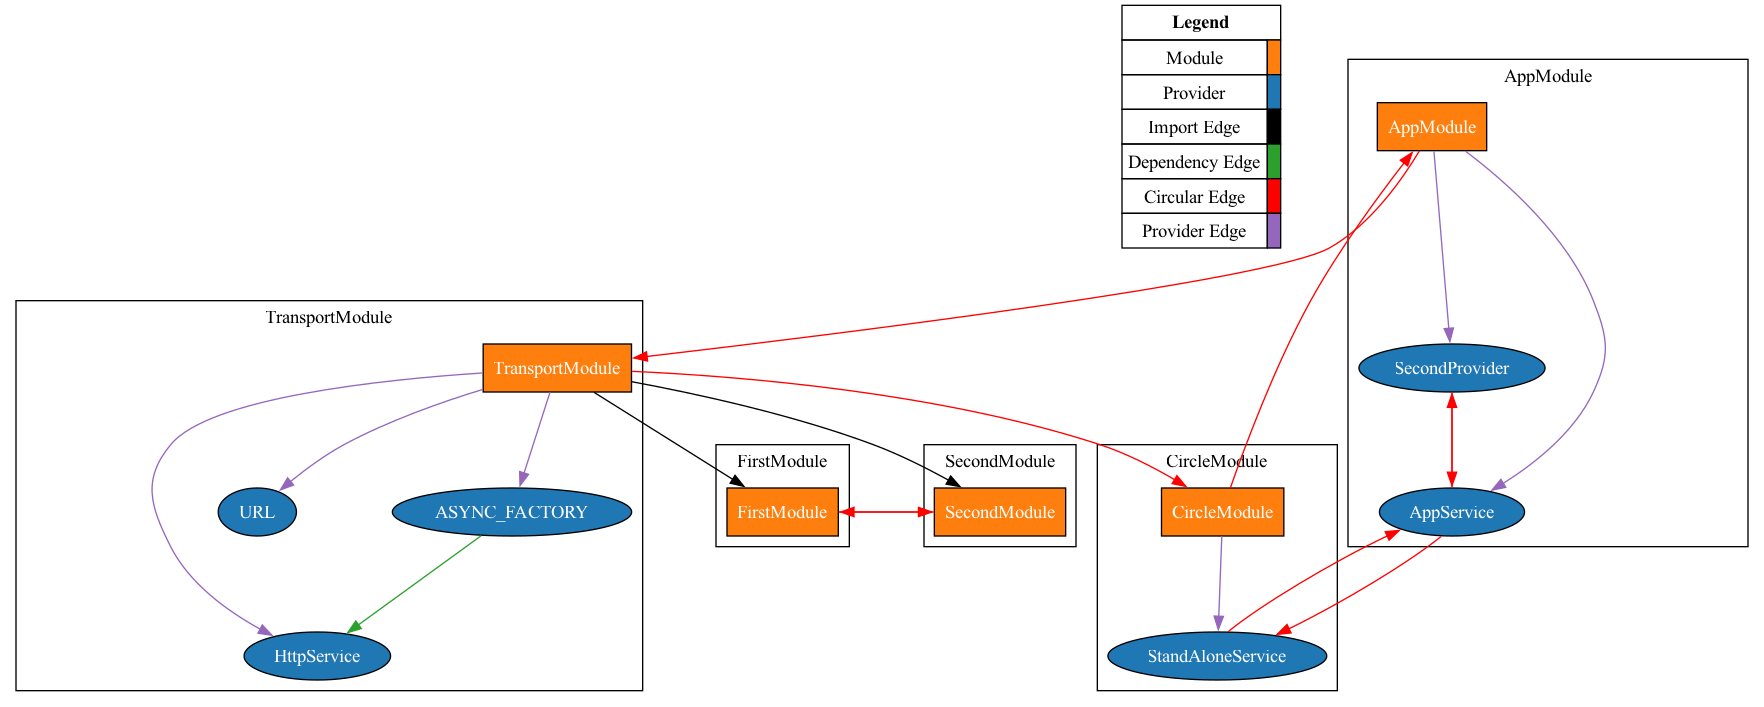 Legend
Module
Provider
Import Edge
Dependency Edge
Circular Edge
Provider Edge
AppModule
AppModule
SecondProvider
AppService
TransportModule
TransportModule
URL
ASYNC_FACTORY
HttpService
FirstModule
FirstModule
SecondModule
SecondModule
CircleModule
CircleModule
StandAloneService